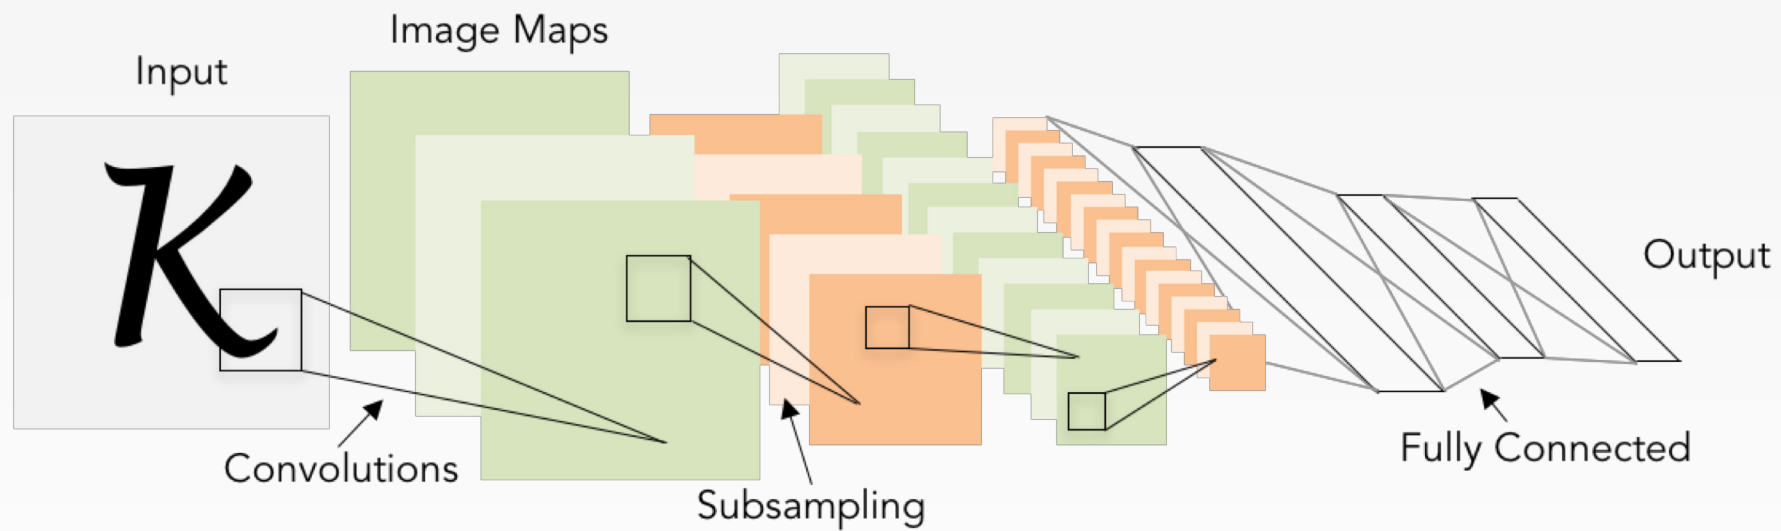 Image Maps
Input
K
Output
Convolutions
Fully Connected
Subsampling